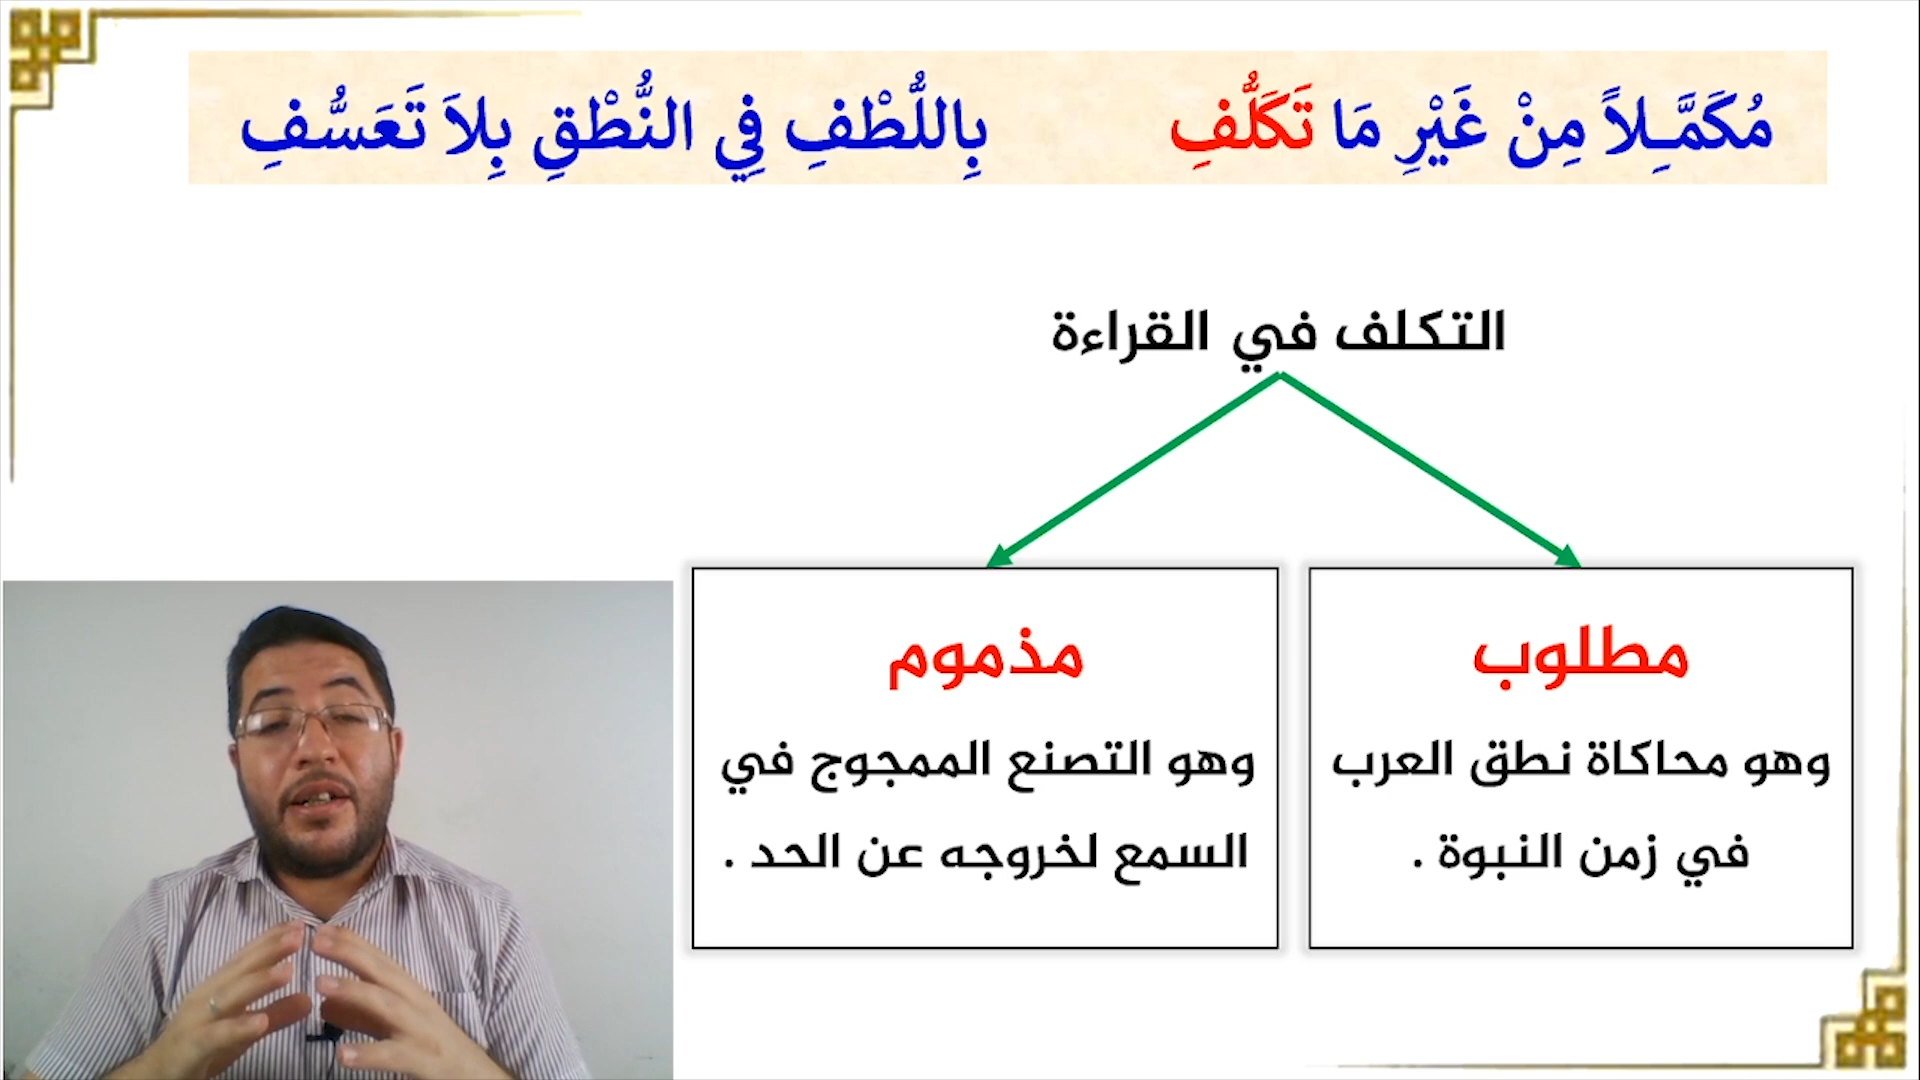 مُكَمَّـِلاً مِنْ غَيْرِ مَا تَكَلُّفِ بِاللُّطْفِ فِي النُّطْقِ بِلاَ تَعَسُّفِ
التكلف في القراءة
مطلوب
وهو محاكاة نطق العرب
في زمن النبوة .
مذموم
وهو التصنع الممجوج في
السمع لخروجه عن الحد .